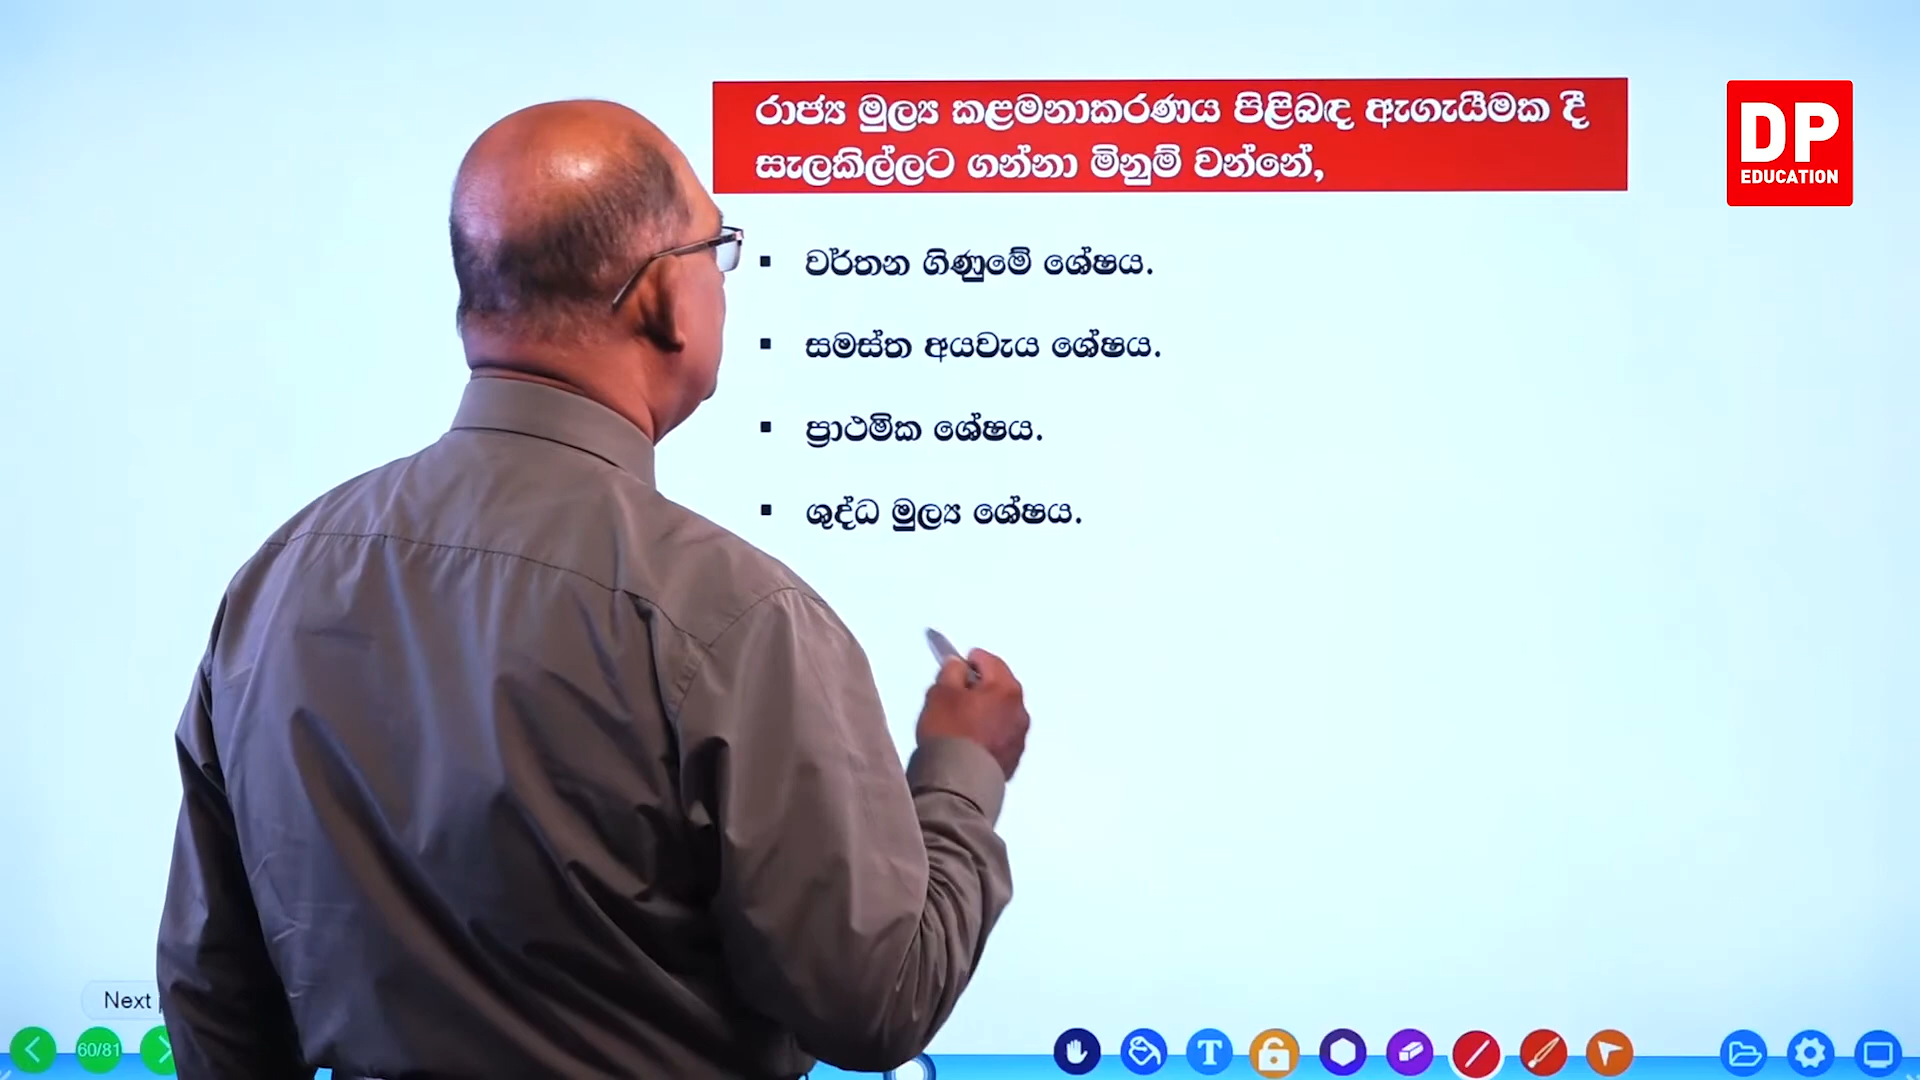 රාජ්‍ය මුල්‍ය කළමනාකරණය පිළිබඳ ඇගැයීමක දී
සැලකිල්ලට ගන්නා මිනුම් වන්නේ,
DP
EDUCATION
▪ වර්තන ගිණුමේ ශේෂය.
▪ සමස්ත අයවැය ශේෂය.
▪ ප්‍රාථමික ශේෂය.
▪ ශුද්ධ මුල්‍ය ශේෂය.
Next
60/81
T